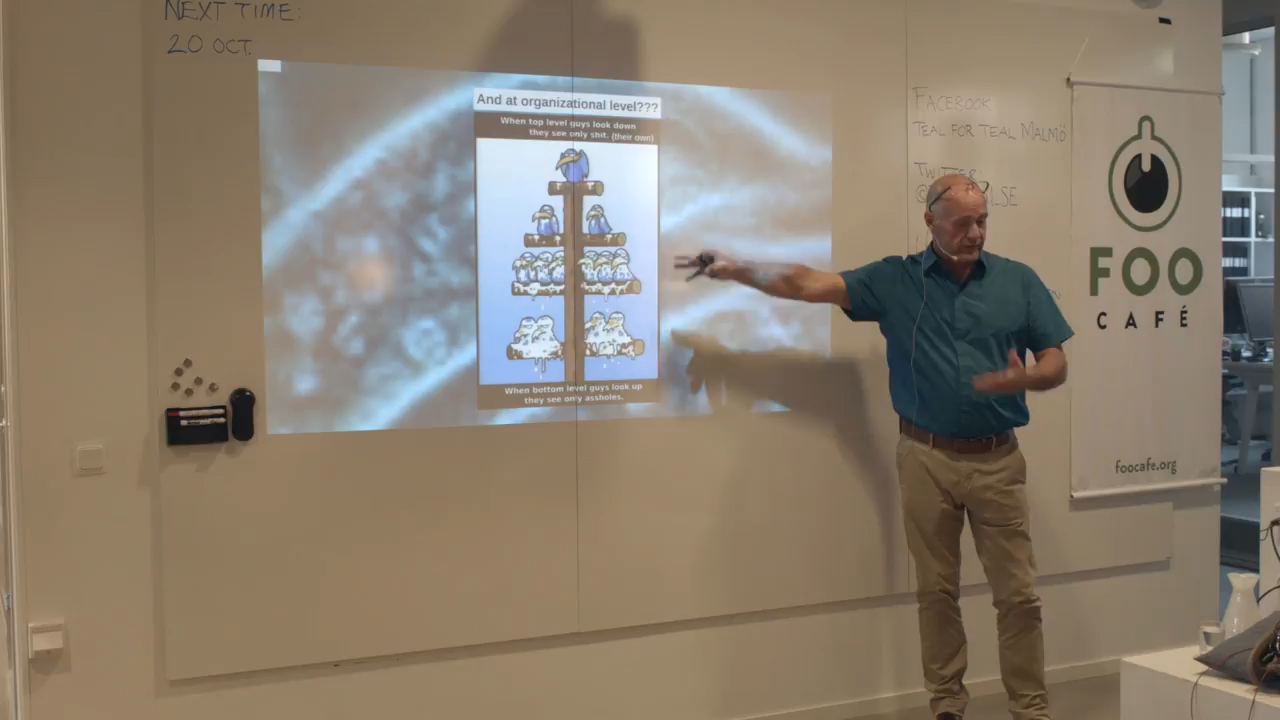 NEXT TIME:
20 OCT.
And at organizational level???
When top level guys look down
they see only shit. (their own)
When bottom level guys look up
they see only assholes.
FACEBOOK
TEAL FOR TEAL MALMÖ
TWITTER
FOO
CAFÉ
foocafe.org